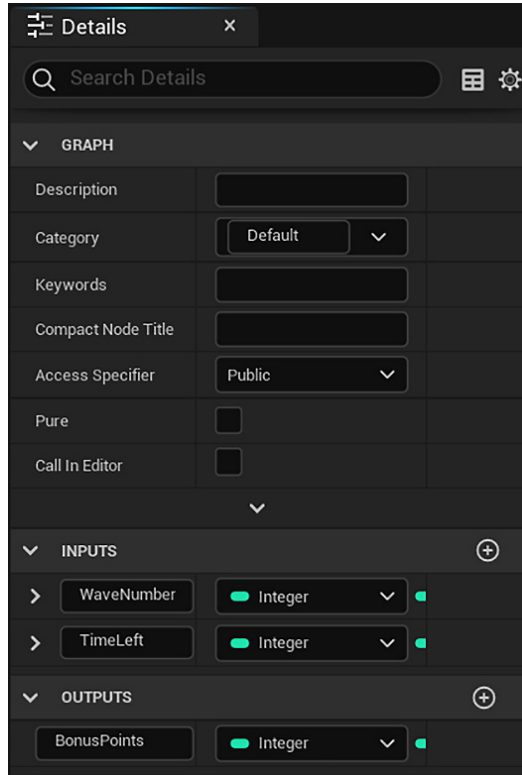 Details
Search Details
GRAPH
Description
Category Default
Keywords
Compact Node Title
Access Specifier Public
Pure
Call In Editor
INPUTS
WaveNumber Integer
TimeLeft Integer
OUTPUTS
BonusPoints Integer